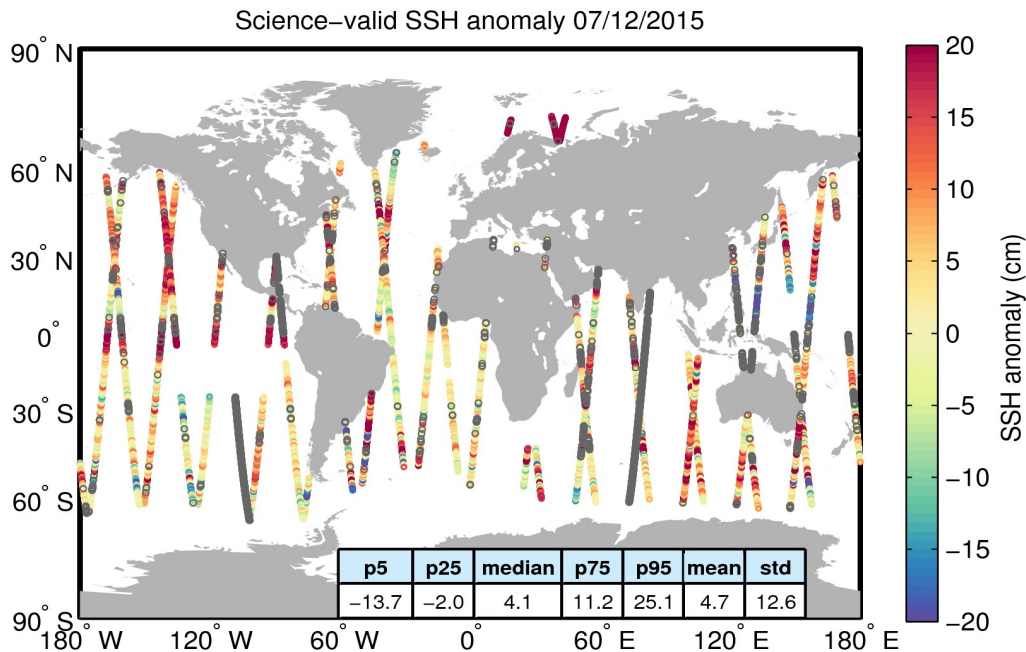 Science−valid SSH anomaly 07/12/2015
90° N
60° N
30° N
0°
30° S
60° S
90° S
180° W
120° W
60° W
0°
60° E
120° E
180° E
p5 p25 median p75 p95 mean std
−13.7 −2.0 4.1 11.2 25.1 4.7 12.6
20
15
10
5
0
−5
−10
−15
−20
SSH anomaly (cm)